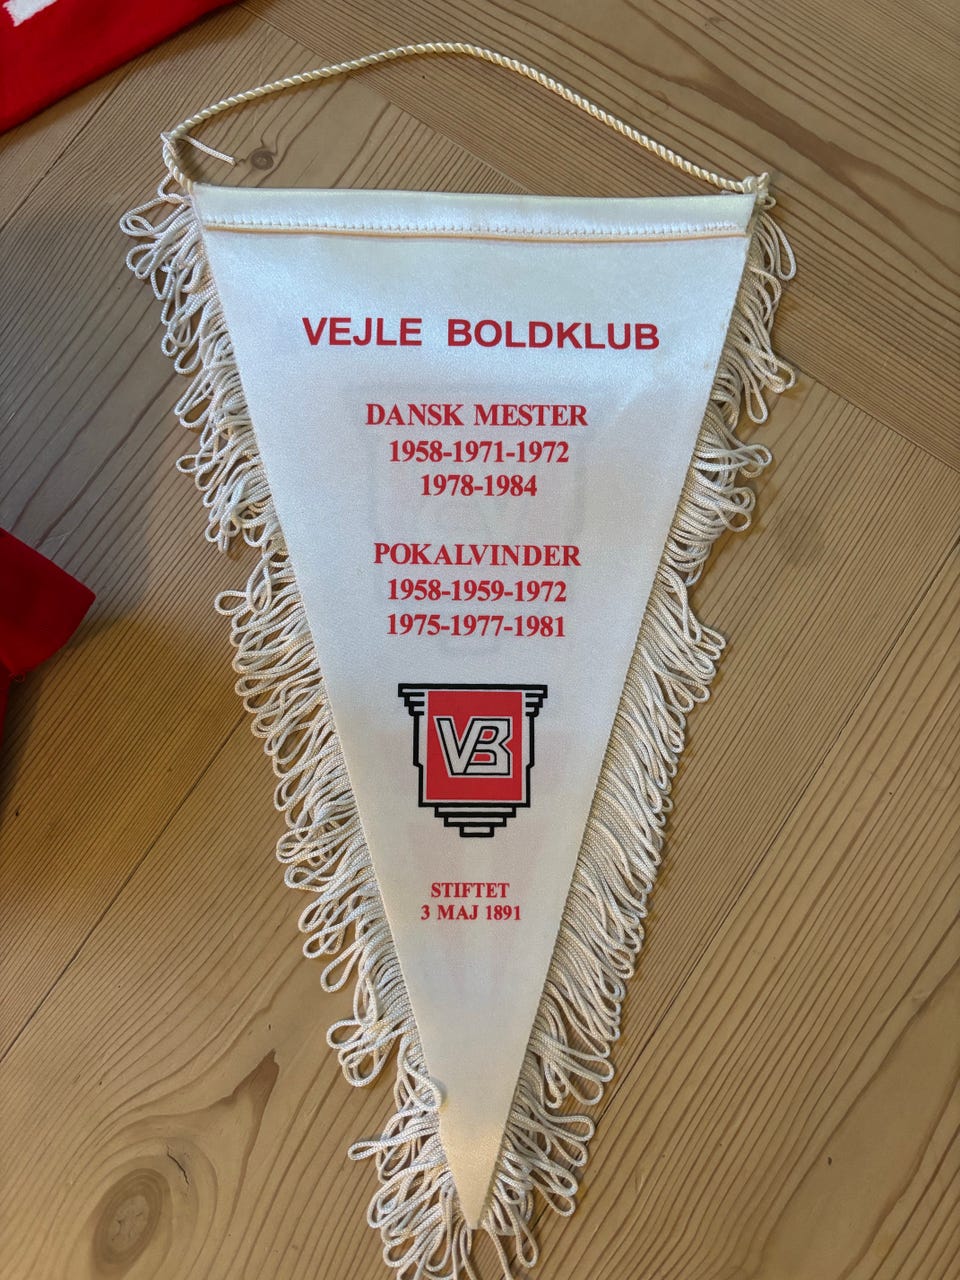 VEJLE BOLDKLUB
DANSK MESTER
1958-1971-1972
1978-1984
POKALVINDER
1958-1959-1972
1975-1977-1981
VB
STIFTET
3 MAJ 1891